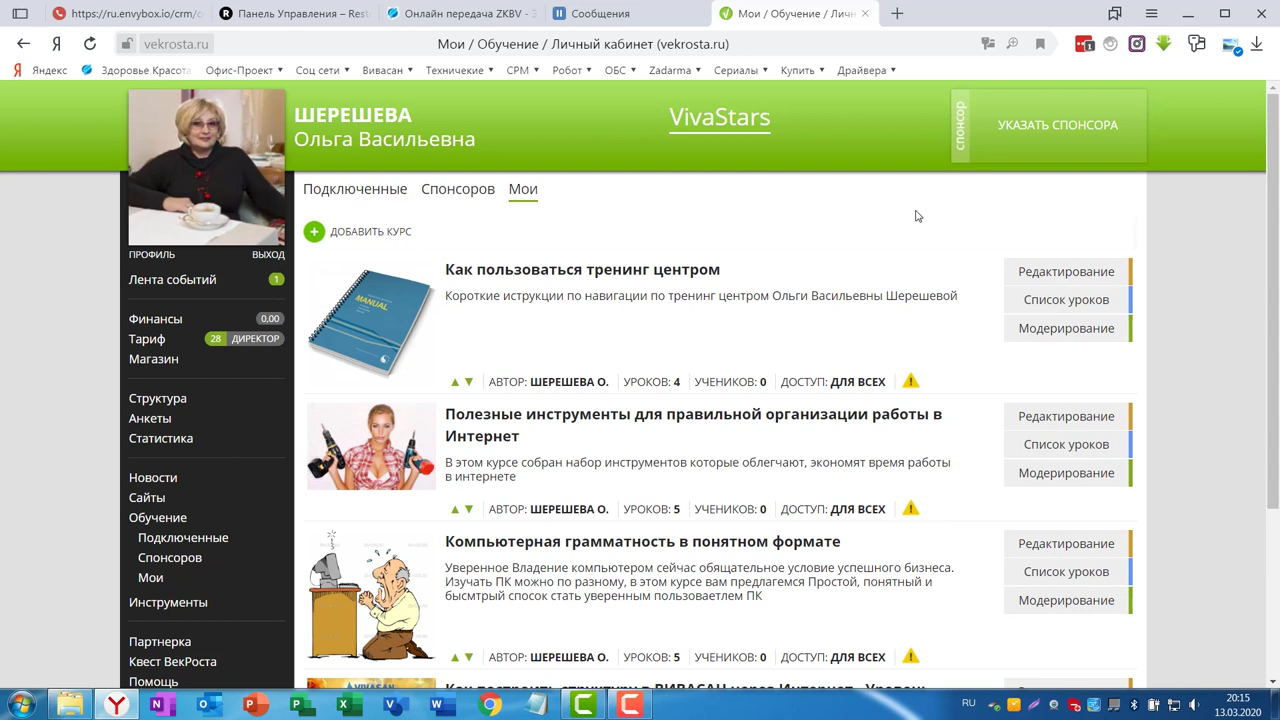 https://ru.envybox.io/crm/c
Панель Управления – Rest
Онлайн передача ZKBV - Э
Сообщения
Мои / Обучение / Личн
vekrosta.ru
Мои / Обучение / Личный кабинет (vekrosta.ru)
Яндекс
Здоровье Красота
Офис-Проект
Соц сети
Вивасан
Техничекие
СРМ
Робот
ОБС
Zadarma
Сериалы
Купить
Драйвера
ШЕРЕШЕВА
Ольга Васильевна
VivaStars
спонсор
УКАЗАТЬ СПОНСОРА
Подключенные Спонсоров Мои
ДОБАВИТЬ КУРС
ПРОФИЛЬ ВЫХОД
Лента событий 1
Финансы 0,00
Тариф 28 ДИРЕКТОР
Магазин
Структура
Анкеты
Статистика
Новости
Сайты
Обучение
Подключенные
Спонсоров
Мои
Инструменты
Партнерка
Квест ВекРоста
Помощь
MANUAL
Как пользоваться тренинг центром
Короткие иструкции по навигации по тренинг центром Ольги Васильевны Шерешевой
АВТОР: ШЕРЕШЕВА О. УРОКОВ: 4 УЧЕНИКОВ: 0 ДОСТУП: ДЛЯ ВСЕХ
Редактирование
Список уроков
Модерирование
Полезные инструменты для правильной организации работы в
Интернет
В этом курсе собран набор инструментов которые облегчают, экономят время работы
в интернете
АВТОР: ШЕРЕШЕВА О. УРОКОВ: 5 УЧЕНИКОВ: 0 ДОСТУП: ДЛЯ ВСЕХ
Редактирование
Список уроков
Модерирование
Компьютерная грамматность в понятном формате
Уверенное Владение компьютером сейчас обящательное условие успешного бизнеса.
Изучать ПК можно по разному, в этом курсе вам предлагемся Простой, понятный и
бысмтрый спосок стать уверенным пользоваетлем ПК
АВТОР: ШЕРЕШЕВА О. УРОКОВ: 5 УЧЕНИКОВ: 0 ДОСТУП: ДЛЯ ВСЕХ
Редактирование
Список уроков
Модерирование
RU
20:15
13.03.2020